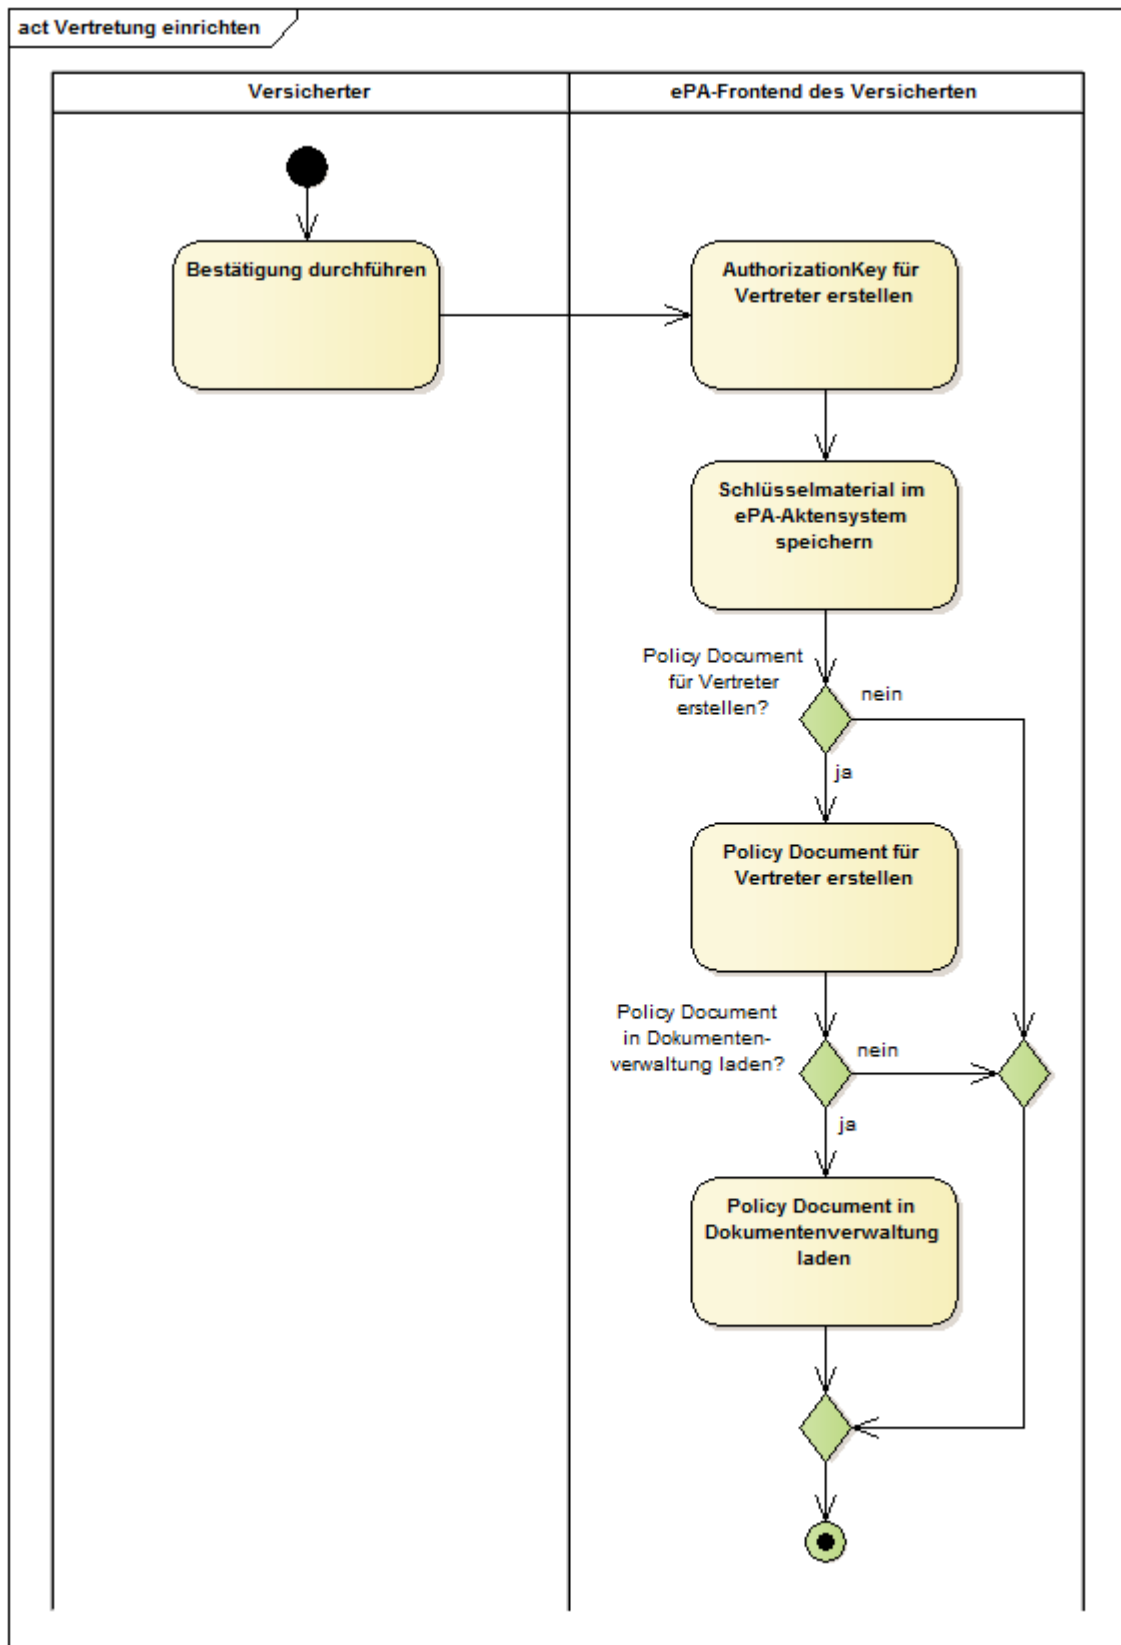 act Vertretung einrichten
Versicherter
ePA-Frontend des Versicherten
Bestätigung durchführen
AuthorizationKey für
Vertreter erstellen
Schlüsselmaterial im
ePA-Aktensystem
speichern
Policy Document
für Vertreter
erstellen?
nein
ja
Policy Document für
Vertreter erstellen
Policy Document
in Dokumenten-
verwaltung laden?
nein
ja
Policy Document in
Dokumentenverwaltung
laden